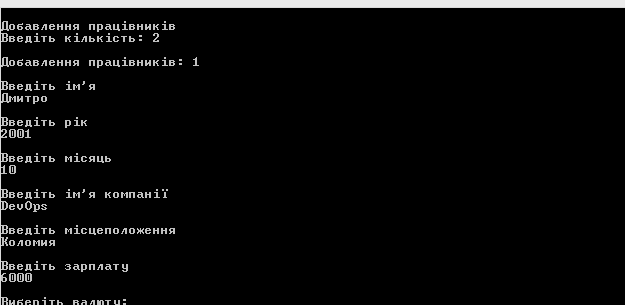 Добавлення працівників
Введіть кількість: 2
Добавлення працівників: 1
Введіть ім'я
Дмитро
Введіть рік
2001
Введіть місяць
10
Введіть ім'я компанії
DevOps
Введіть місцеположення
Коломия
Введіть зарплату
6000
Виберіть валюту: